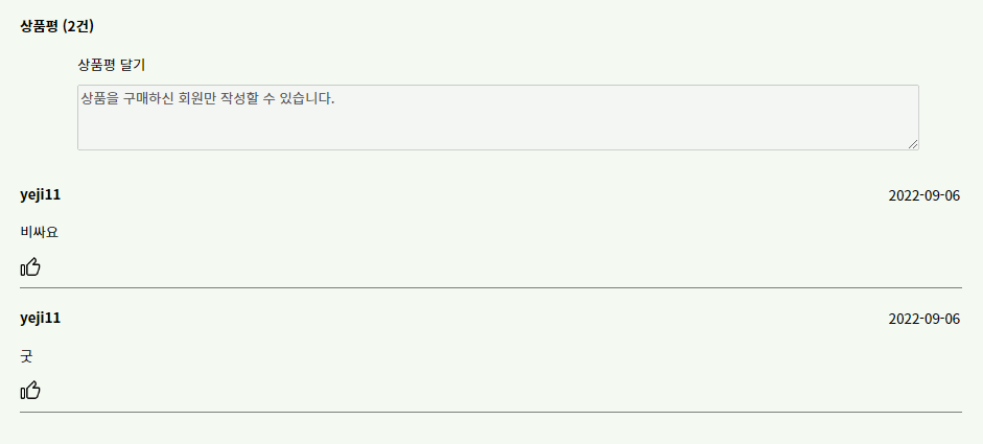 상품평 (2건)
상품평 달기
상품을 구매하신 회원만 작성할 수 있습니다.
yeji11 2022-09-06
비싸요
yeji11 2022-09-06
굿